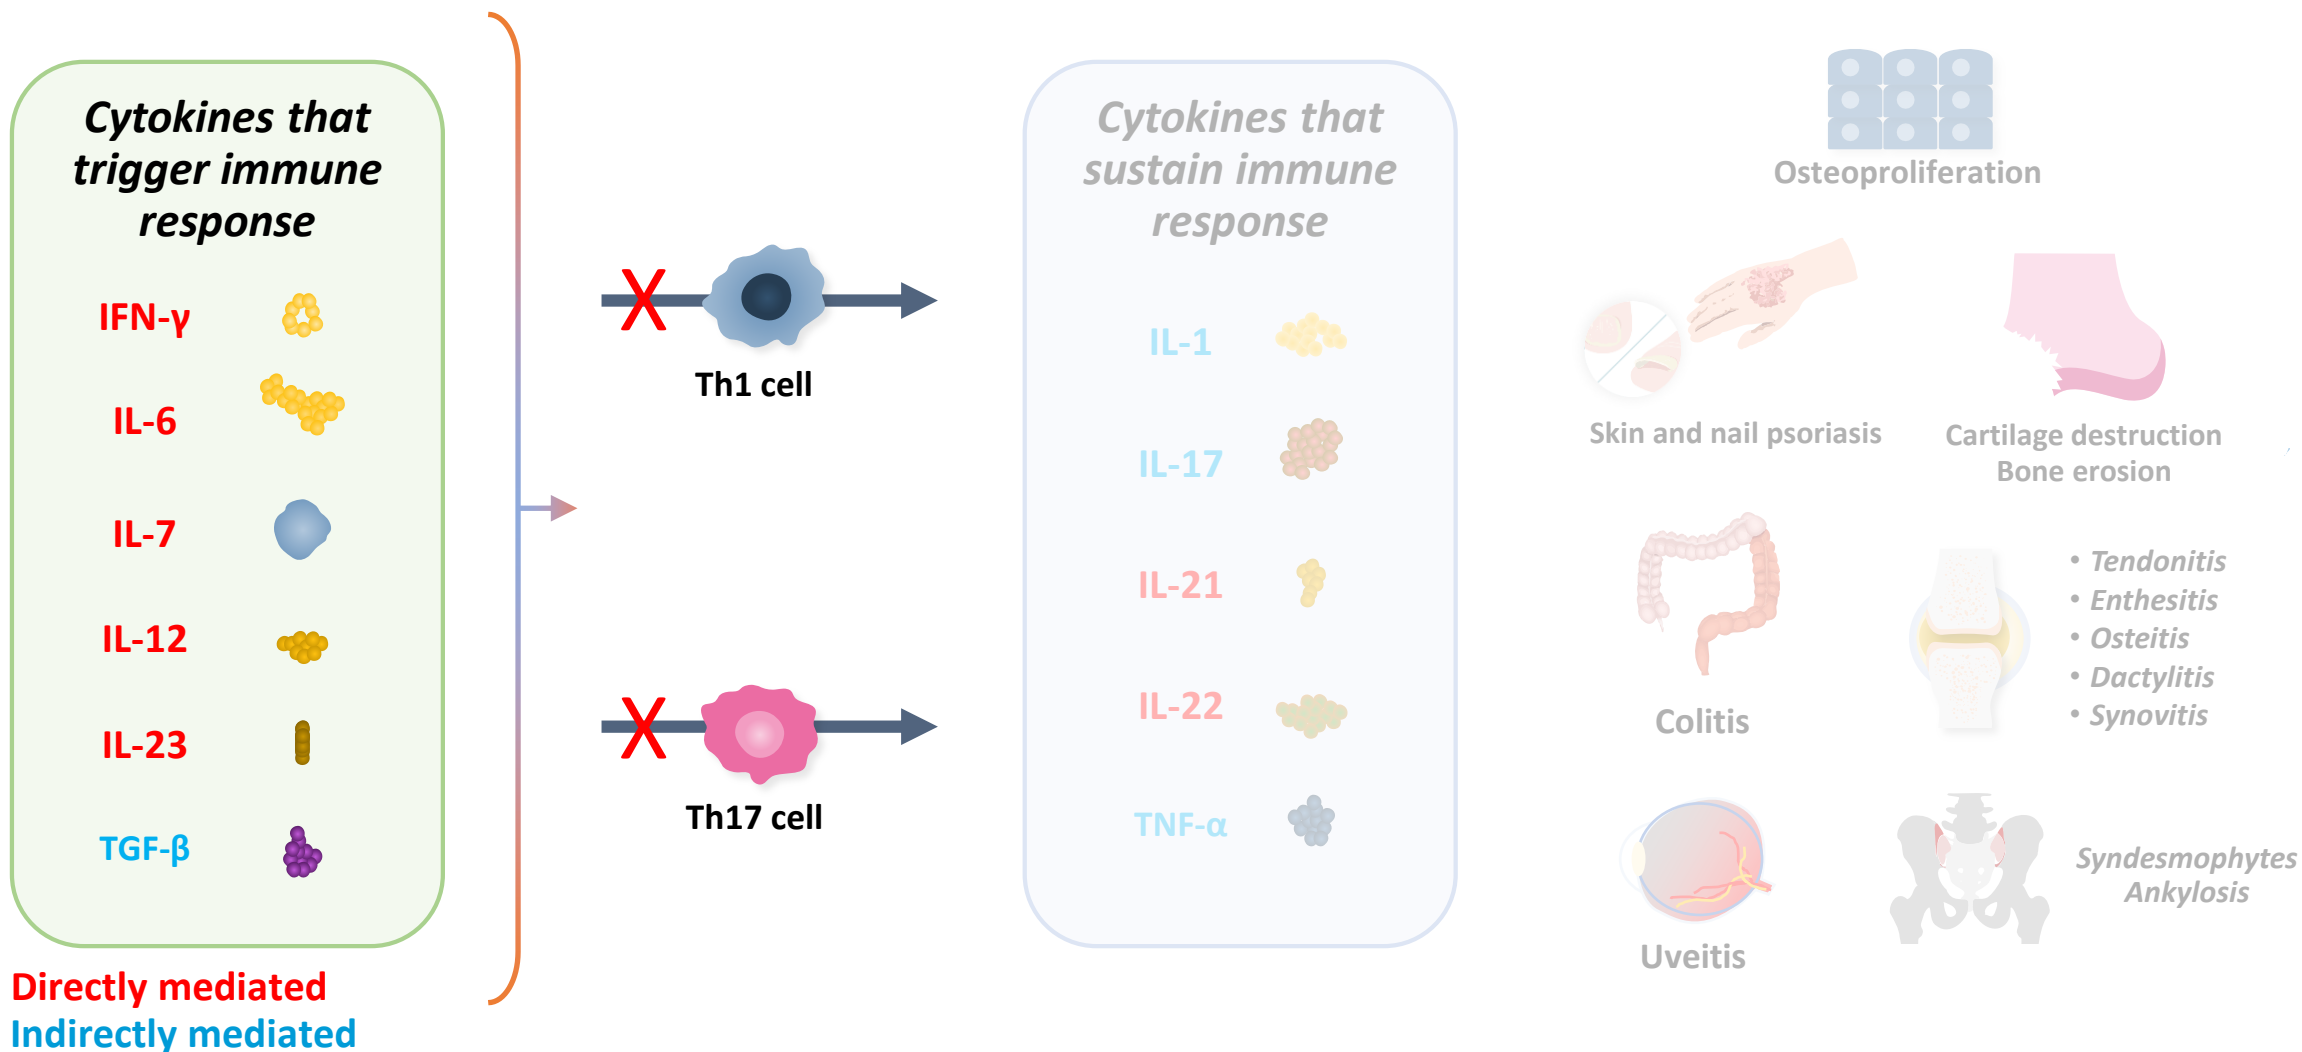 Cytokines that
trigger immune
response
IFN-γ
IL-6
IL-7
IL-12
IL-23
TGF-β
Directly mediated
Indirectly mediated
X
Th1 cell
X
Th17 cell
Cytokines that
sustain immune
response
IL-1
IL-17
IL-21
IL-22
TNF-α
Osteoproliferation
Skin and nail psoriasis
Cartilage destruction
Bone erosion
Colitis
• Tendonitis
• Enthesitis
• Osteitis
• Dactylitis
• Synovitis
Uveitis
Syndesmophytes
Ankylosis